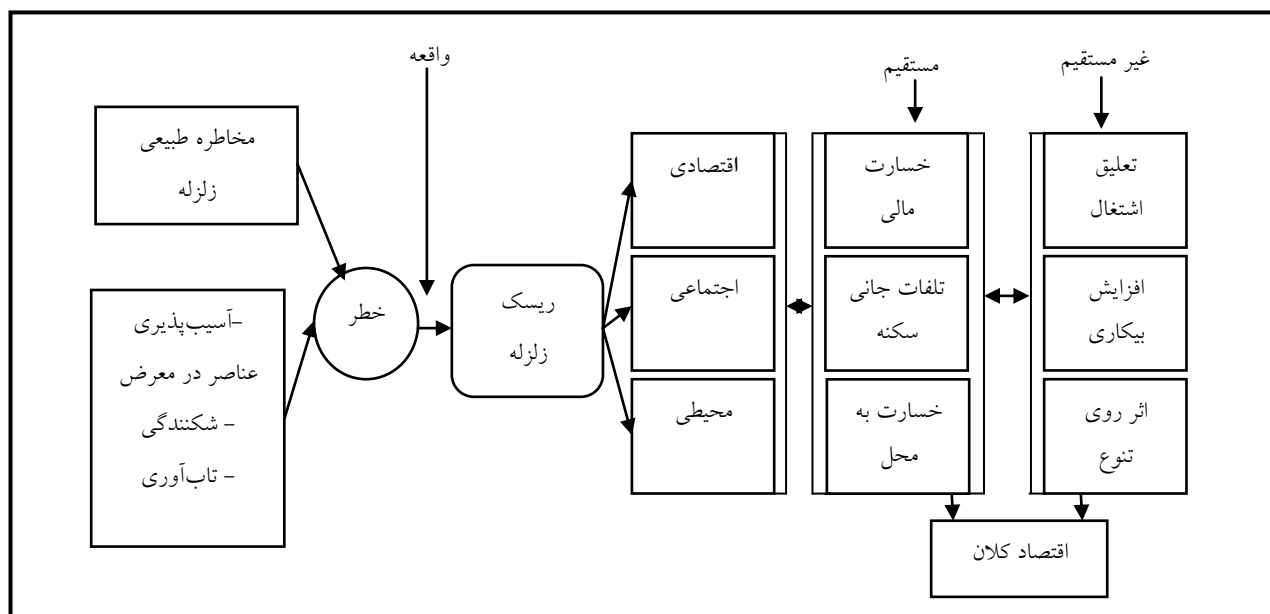 واقعه
مستقیم
غیر مستقیم
مخاطره طبیعی
زلزله
-آسیب‌پذیری
عناصر در معرض
- شکنندگی
- تاب‌آوری
خطر
ریسک
زلزله
اقتصادی
اجتماعی
محیطی
خسارت
مالی
تلفات جانی
سکنه
خسارت به
محل
تعلیق
اشتغال
افزایش
بیکاری
اثر روی
تنوع
اقتصاد کلان